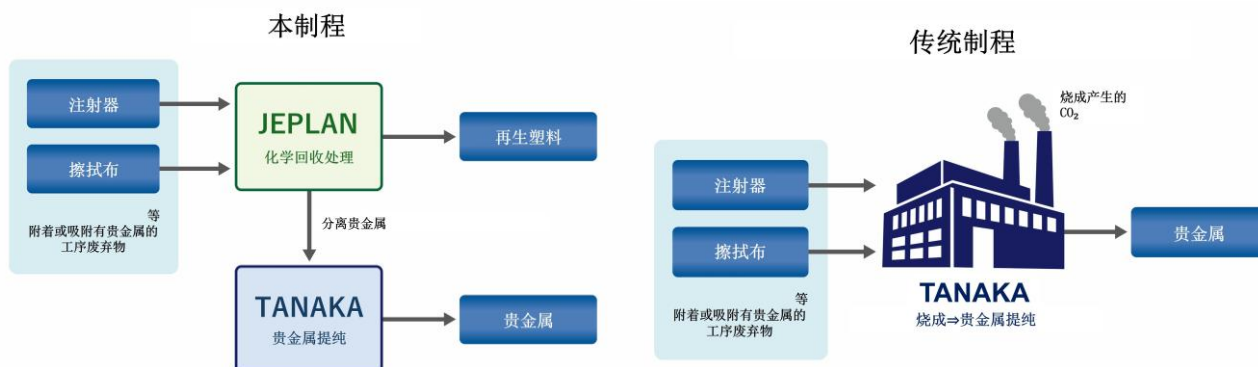 本制程
注射器
擦拭布
等
附着或吸附有贵金属的
工序废弃物
JEPLAN
化学回收处理
再生塑料
分离贵金属
TANAKA
贵金属提纯
贵金属
传统制程
烧成产生的
CO₂
注射器
擦拭布
等
附着或吸附有贵金属的
工序废弃物
TANAKA
烧成⇒贵金属提纯
贵金属